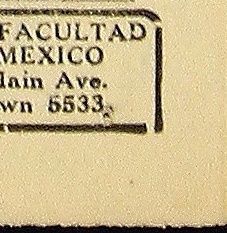 FACULTAD
MEXICO
lain Ave.
wn 5533